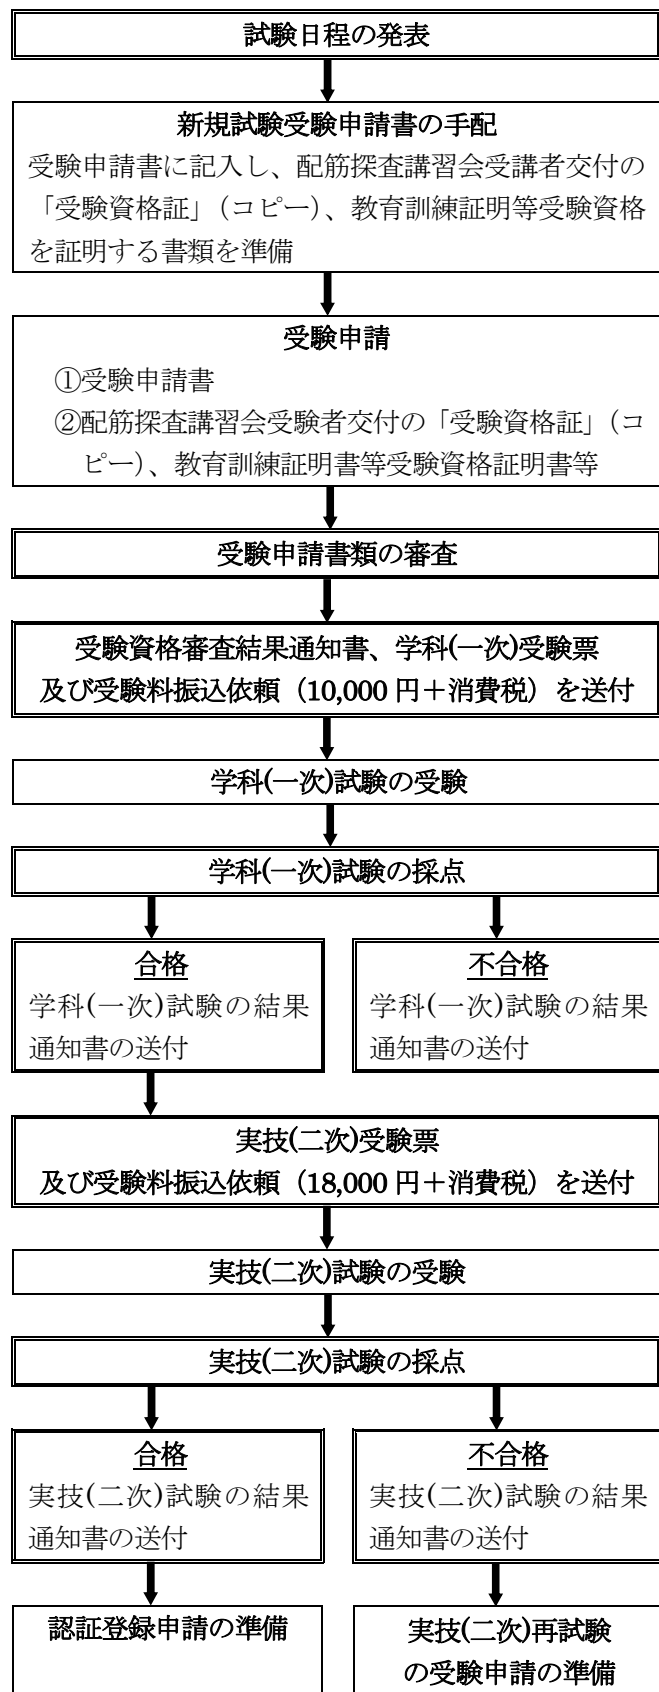 試験日程の発表
新規試験受験申請書の手配
受験申請書に記入し、配筋探査講習会受講者交付の
「受験資格証」（コピー）、教育訓練証明等受験資格
を証明する書類を準備
受験申請
①受験申請書
②配筋探査講習会受験者交付の「受験資格証」（コ
ピー）、教育訓練証明書等受験資格証明書等
受験申請書類の審査
受験資格審査結果通知書、学科(一次)受験票
及び受験料振込依頼（10,000 円＋消費税）を送付
学科(一次)試験の受験
学科(一次)試験の採点
合格
学科(一次)試験の結果
通知書の送付
不合格
学科(一次)試験の結果
通知書の送付
実技(二次)受験票
及び受験料振込依頼（18,000 円＋消費税）を送付
実技(二次)試験の受験
実技(二次)試験の採点
合格
実技(二次)試験の結果
通知書の送付
不合格
実技(二次)試験の結果
通知書の送付
認証登録申請の準備
実技(二次)再試験
の受験申請の準備